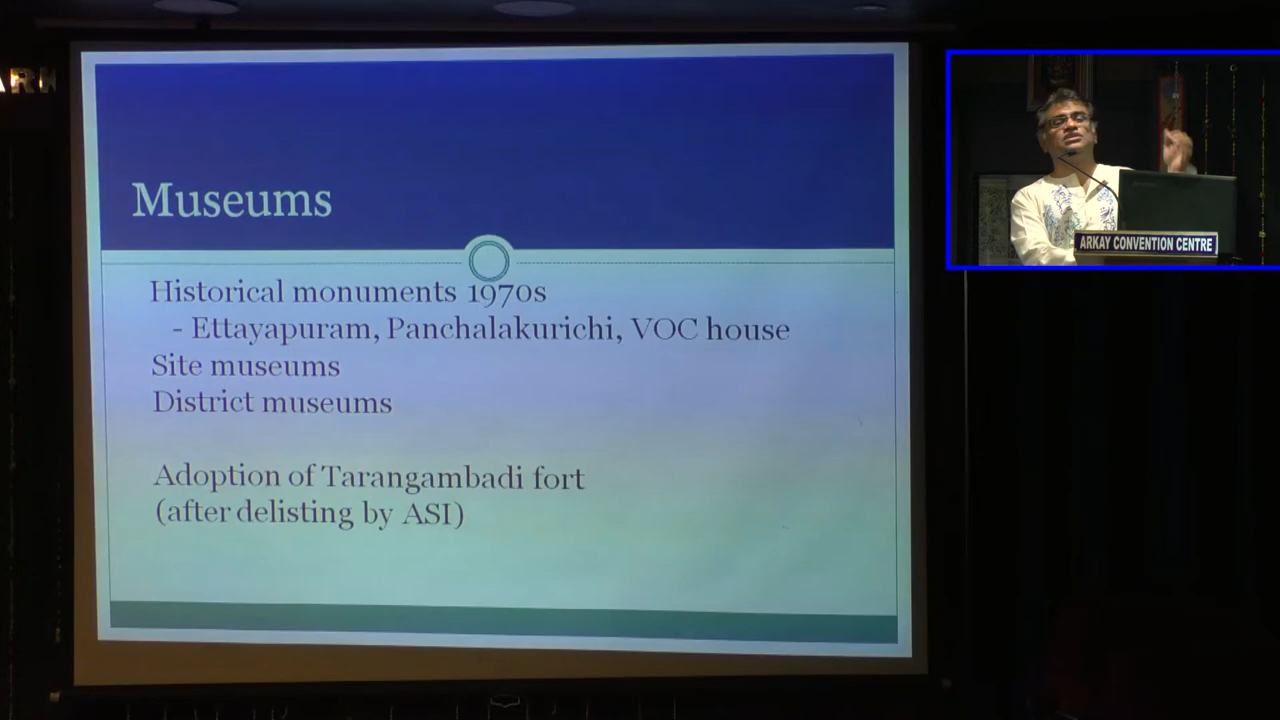 Museums
Historical monuments 1970s
- Ettayapuram, Panchalakurichi, VOC house
Site museums
District museums
Adoption of Tarangambadi fort
(after delisting by ASI)
ARKAY CONVENTION CENTRE